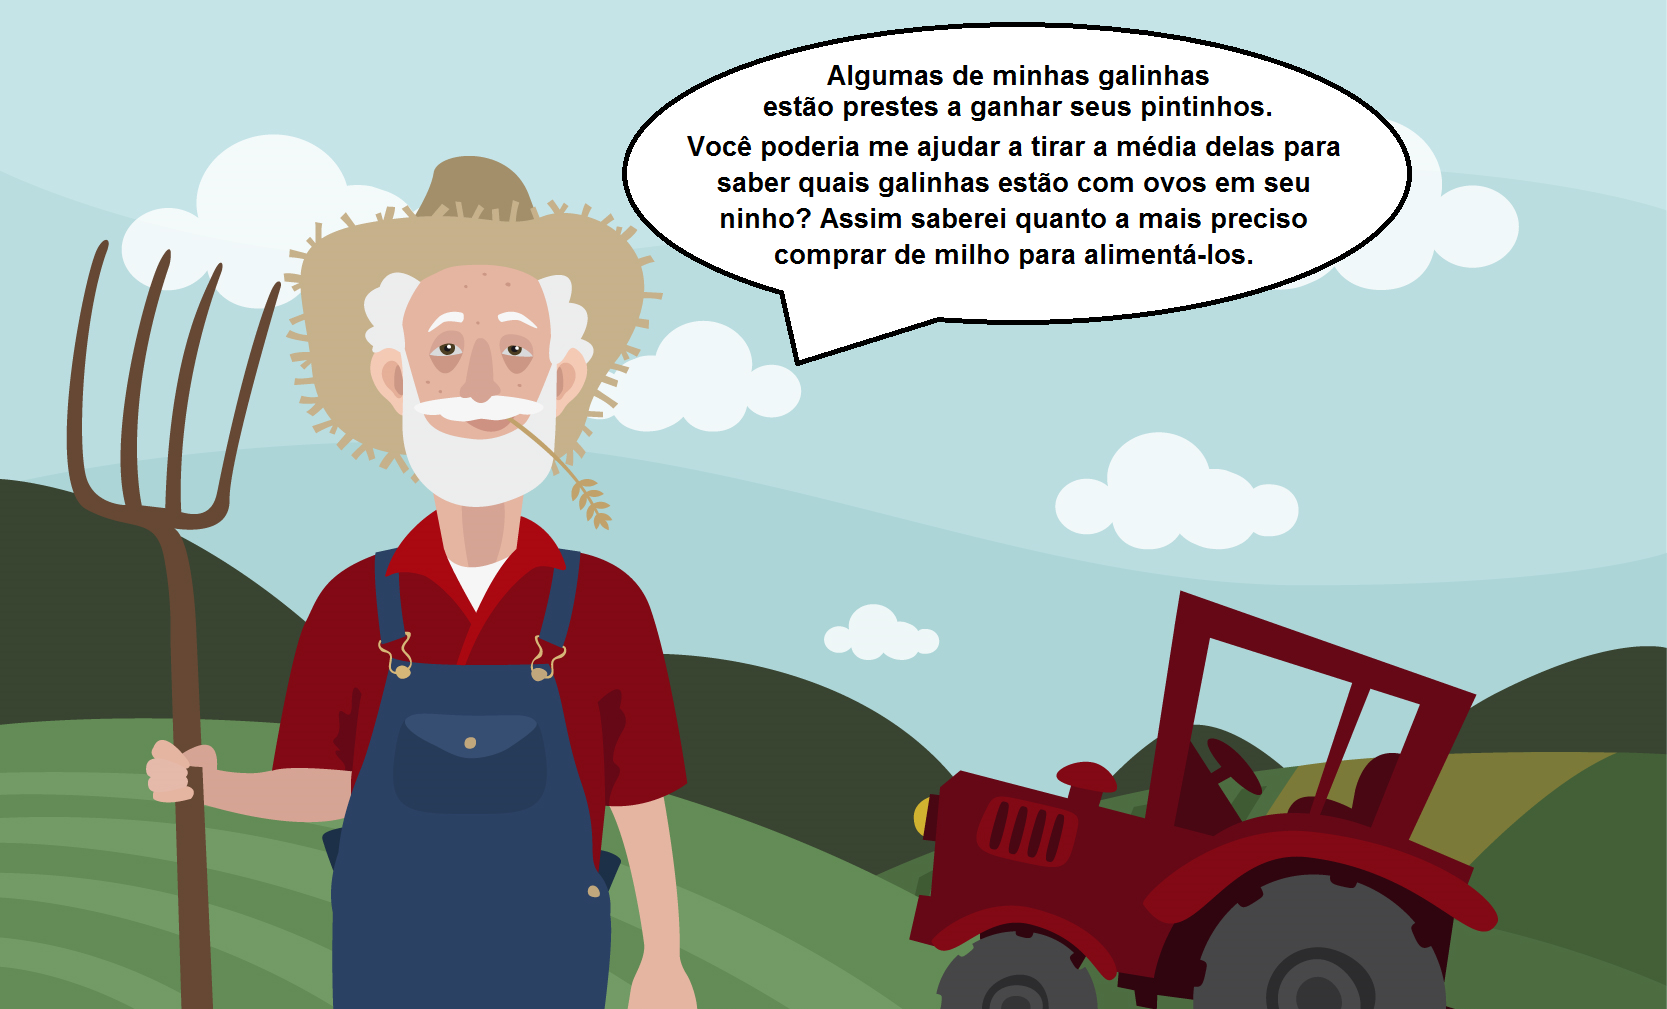 Algumas de minhas galinhas
estão prestes a ganhar seus pintinhos.
Você poderia me ajudar a tirar a média delas para
saber quais galinhas estão com ovos em seu
ninho? Assim saberei quanto a mais preciso
comprar de milho para alimentá-los.